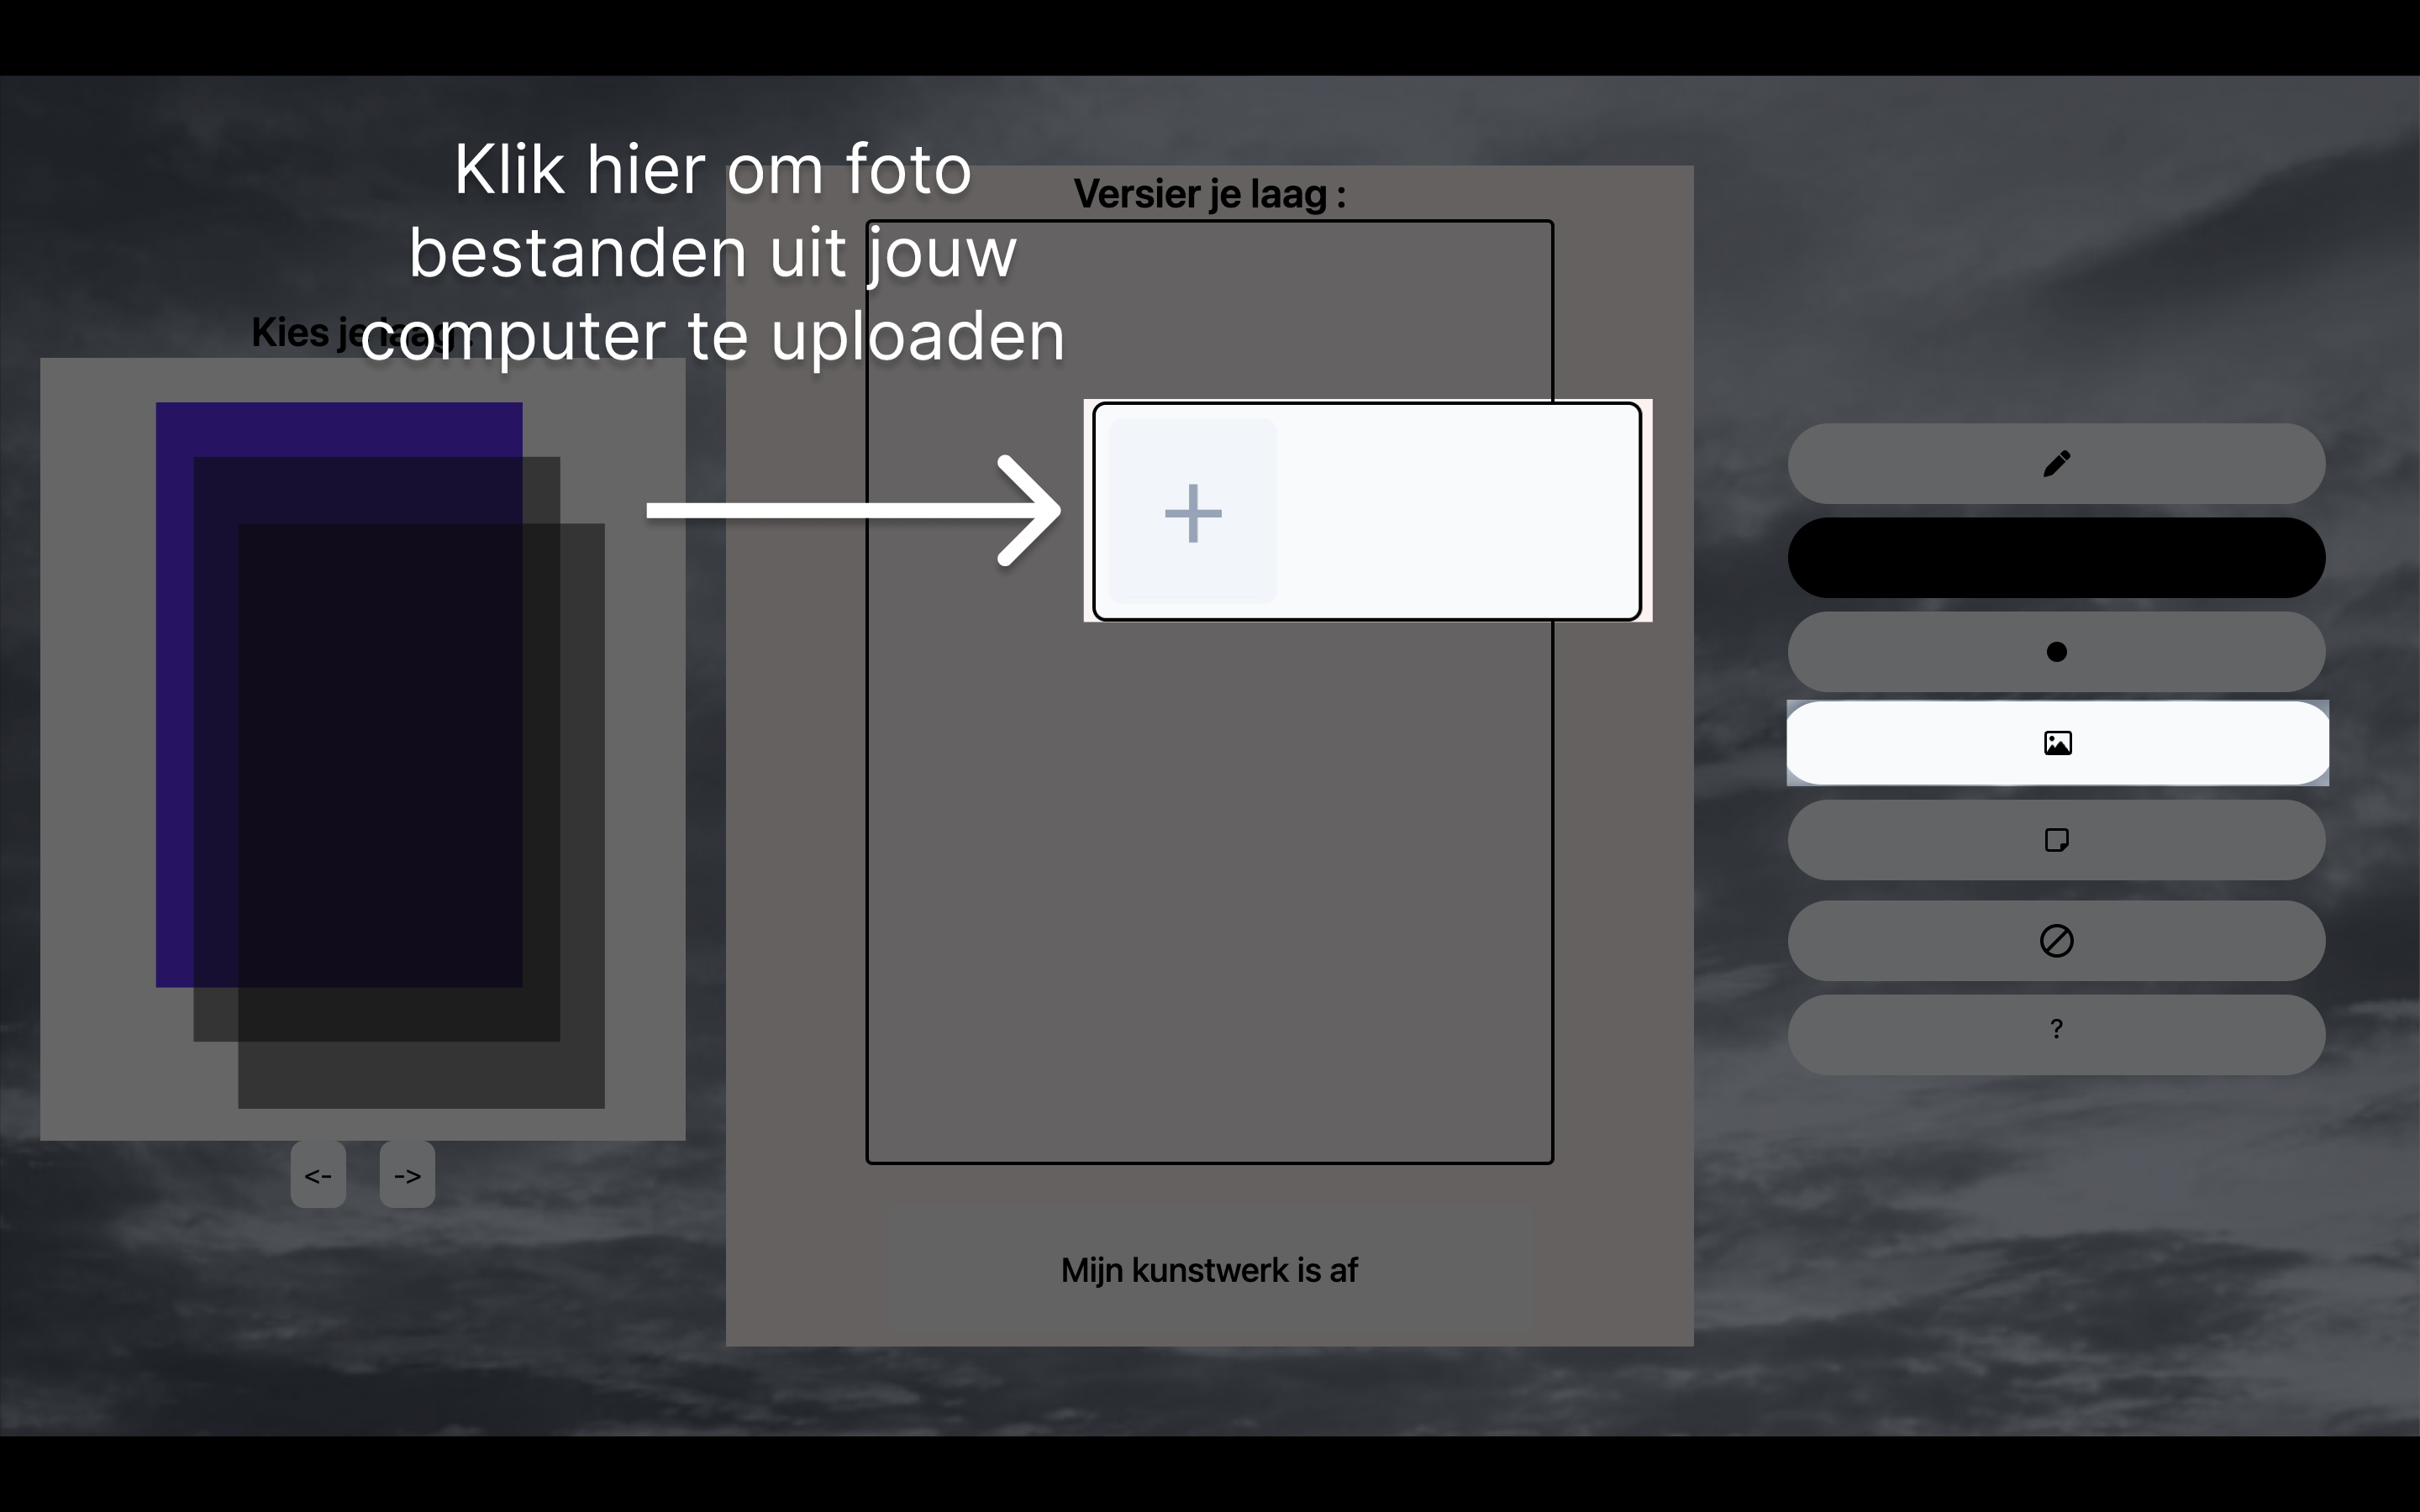 Klik hier om foto
bestanden uit jouw
computer te uploaden
Kies je laag :
Versier je laag :
<-
->
Mijn kunstwerk is af
?